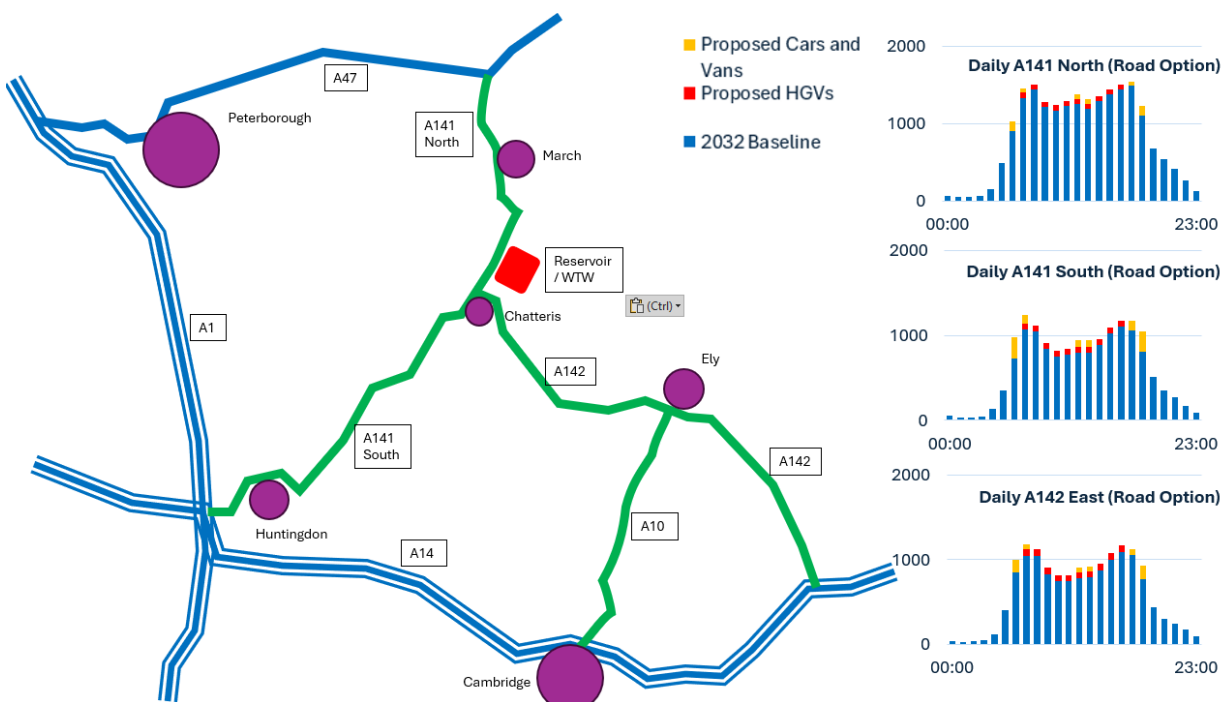 A47
Peterborough
A141
North
March
Reservoir
/ WTW
(Ctrl)
Chatteris
A1
Ely
A142
A141
South
A142
Huntingdon
A10
A14
Cambridge
Proposed Cars and
Vans
Proposed HGVs
2032 Baseline
2000
Daily A141 North (Road Option)
1000
0
00:00 23:00
2000
Daily A141 South (Road Option)
1000
0
00:00 23:00
2000
Daily A142 East (Road Option)
1000
0
00:00 23:00